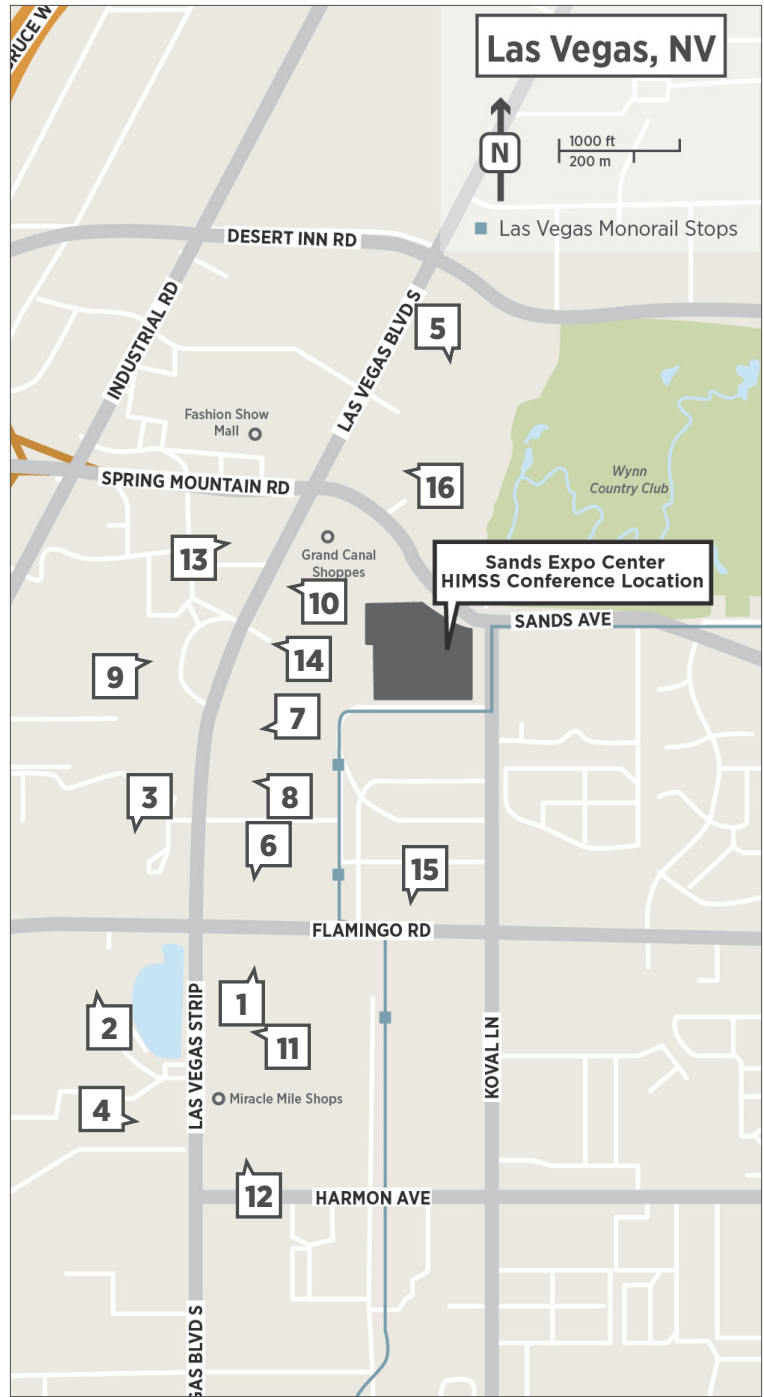 Las Vegas, NV
BRUCE W
N
1000 ft
200 m
Las Vegas Monorail Stops
DESERT INN RD
INDUSTRIAL RD
LAS VEGAS BLVD S
5
Fashion Show
Mall
Wynn
Country Club
SPRING MOUNTAIN RD
16
13
Grand Canal
Shoppes
Sands Expo Center
HIMSS Conference Location
10
SANDS AVE
14
9
7
3
8
6
15
FLAMINGO RD
1
2
11
LAS VEGAS STRIP
KOVAL LN
4
Miracle Mile Shops
12
HARMON AVE
GAS BLVD S